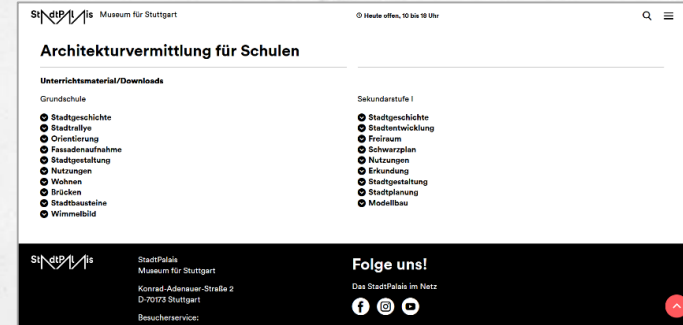 StadtPalais Museum für Stuttgart
Heute offen, 10 bis 18 Uhr
Architekturvermittlung für Schulen
Unterrichtsmaterial/Downloads
Grundschule
Stadtgeschichte
Stadtrallye
Orientierung
Fassadenaufnahme
Stadtgestaltung
Nutzungen
Wohnen
Brücken
Stadtbausteine
Wimmelbild
Sekundarstufe I
Stadtgeschichte
Stadtentwicklung
Freiraum
Schwarzplan
Nutzungen
Erkundung
Stadtgestaltung
Stadtplanung
Modellbau
StadtPalais
StadtPalais
Museum für Stuttgart
Konrad-Adenauer-Straße 2
D-70173 Stuttgart
Besucherservice:
Folge uns!
Das StadtPalais im Netz